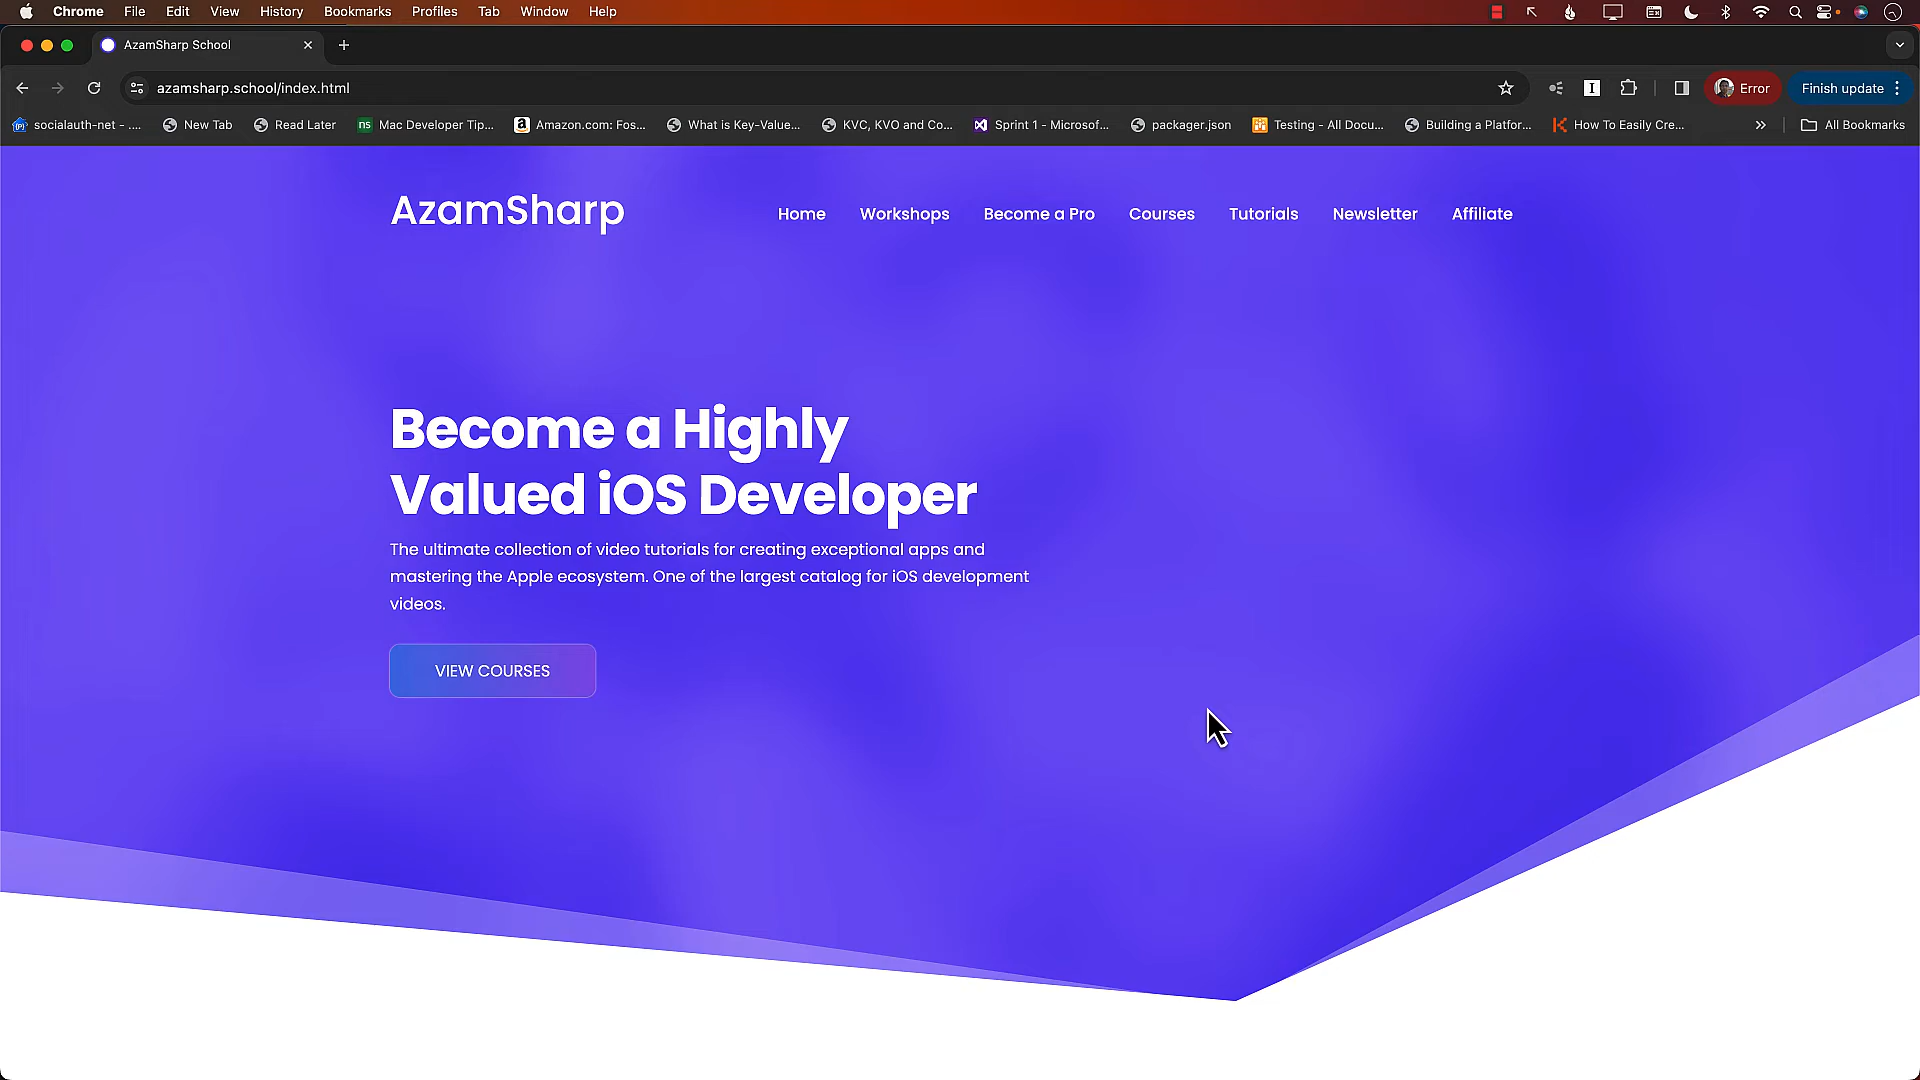 Chrome File Edit View History Bookmarks Profiles Tab Window Help
AzamSharp School
azamsharp.school/index.html
Error
Finish update
socialauth-net - ....
New Tab
Read Later
ns
Mac Developer Tip...
Amazon.com: Fos...
What is Key-Value...
KVC, KVO and Co...
Sprint 1 - Microsof...
packager.json
Testing - All Docu...
Building a Platfor...
How To Easily Cre...
All Bookmarks
AzamSharp
Home Workshops Become a Pro Courses Tutorials Newsletter Affiliate
Become a Highly
Valued iOS Developer
The ultimate collection of video tutorials for creating exceptional apps and
mastering the Apple ecosystem. One of the largest catalog for iOS development
videos.
VIEW COURSES